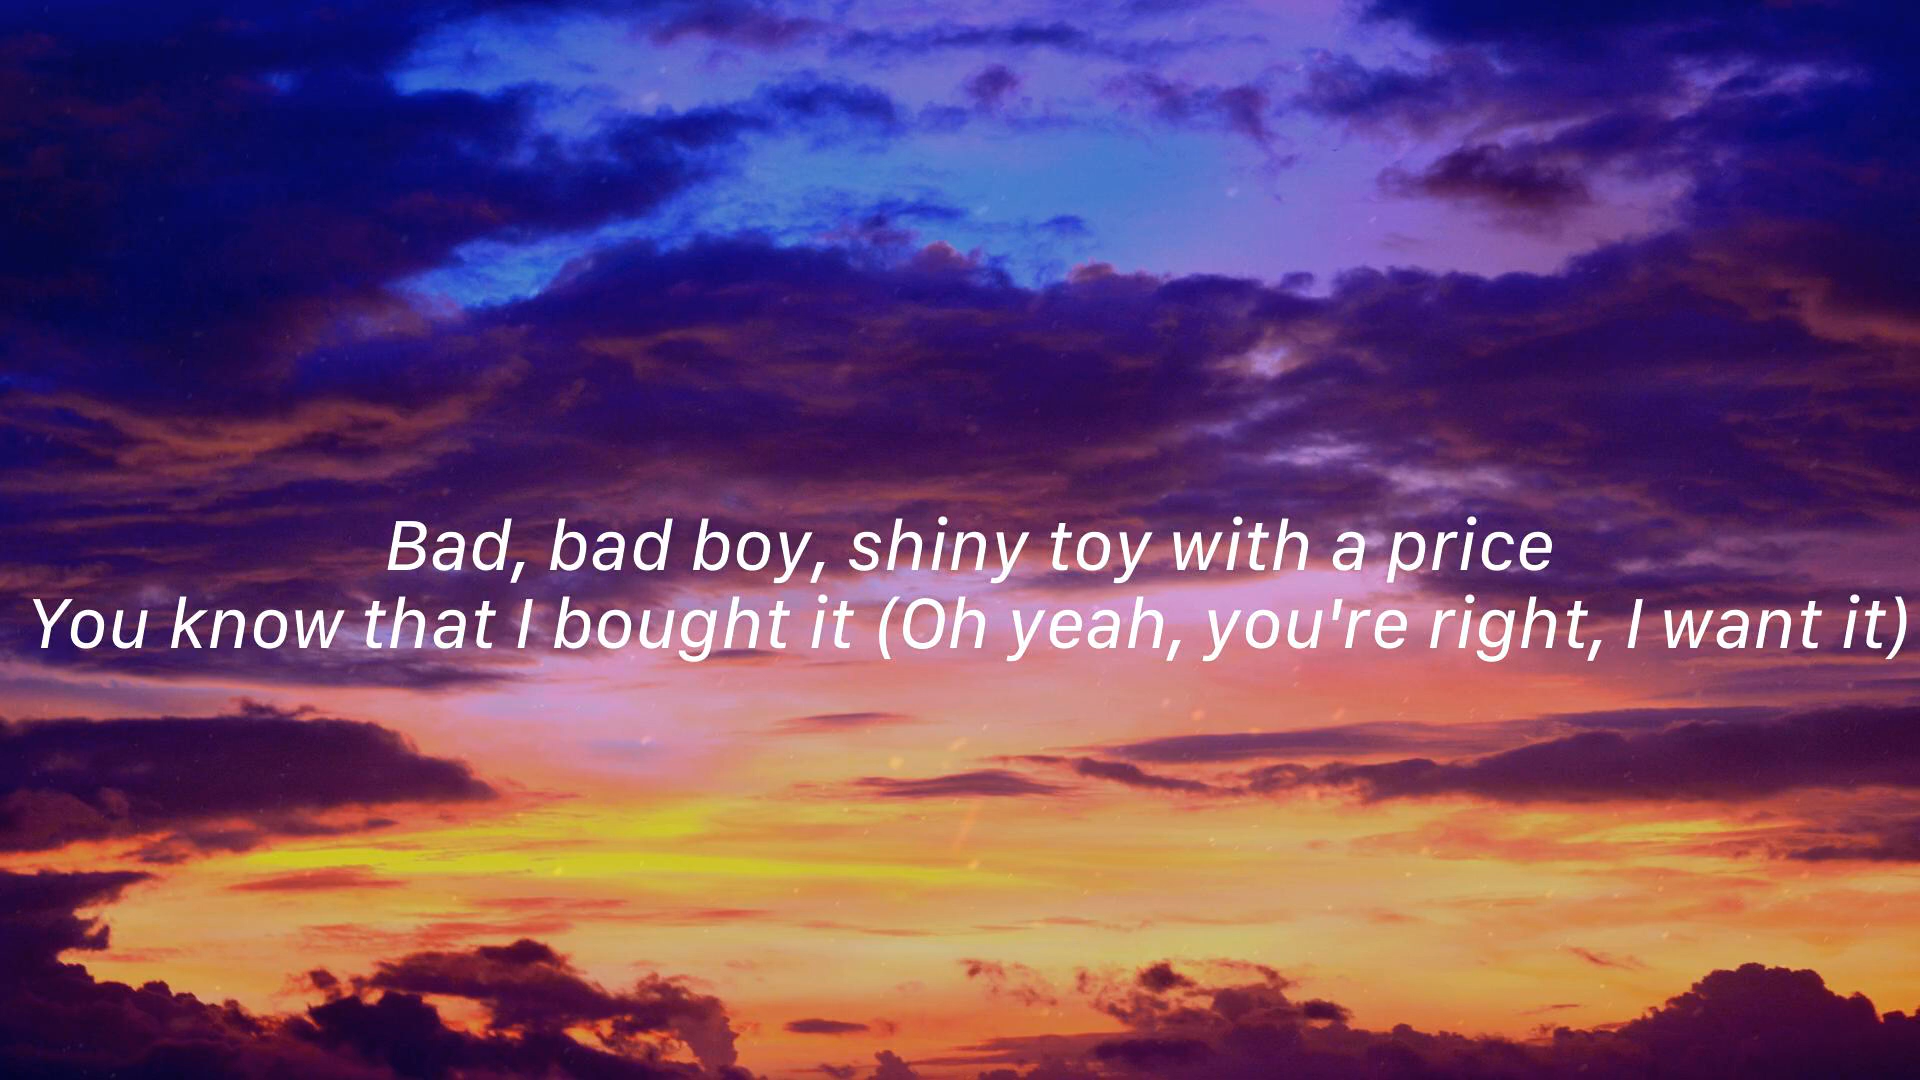 Bad, bad boy, shiny toy with a price
You know that I bought it (Oh yeah, you're right, I want it)